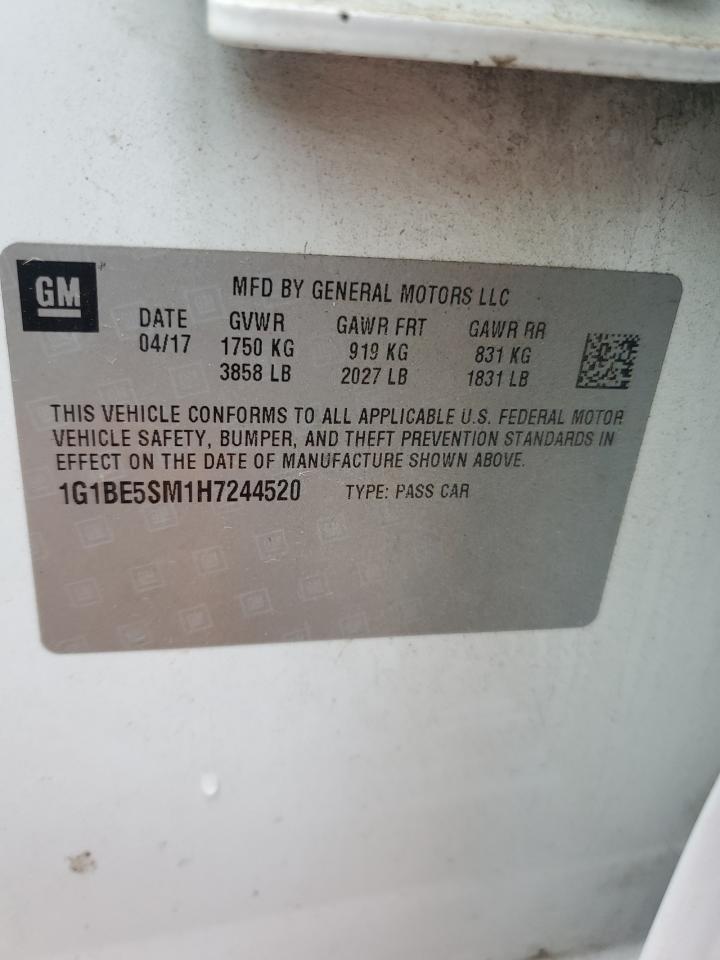 GM
MFD BY GENERAL MOTORS LLC
DATE GVWR GAWR FRT GAWR RR
04/17 1750 KG 919 KG 831 KG
3858 LB 2027 LB 1831 LB
THIS VEHICLE CONFORMS TO ALL APPLICABLE U.S. FEDERAL MOTOR
VEHICLE SAFETY, BUMPER, AND THEFT PREVENTION STANDARDS IN
EFFECT ON THE DATE OF MANUFACTURE SHOWN ABOVE.
1G1BE5SM1H7244520 TYPE: PASS CAR